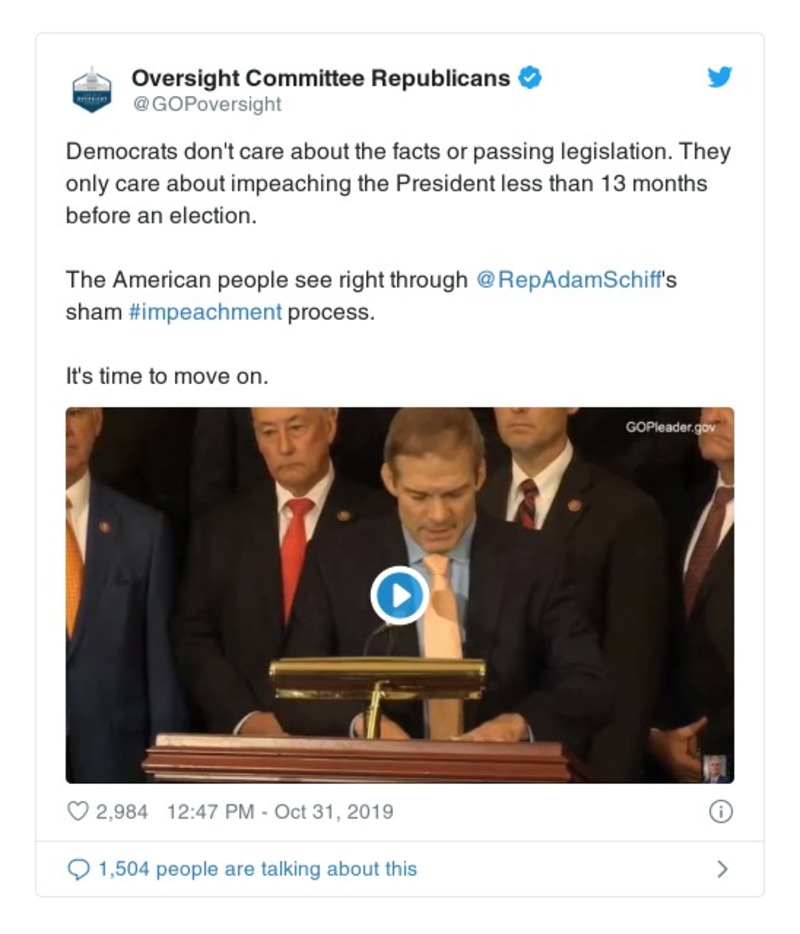 Oversight Committee Republicans
@GOPoversight
Democrats don't care about the facts or passing legislation. They
only care about impeaching the President less than 13 months
before an election.
The American people see right through @RepAdamSchiff's
sham #impeachment process.
It's time to move on.
GOPleader.gov
2,984 12:47 PM - Oct 31, 2019
1,504 people are talking about this